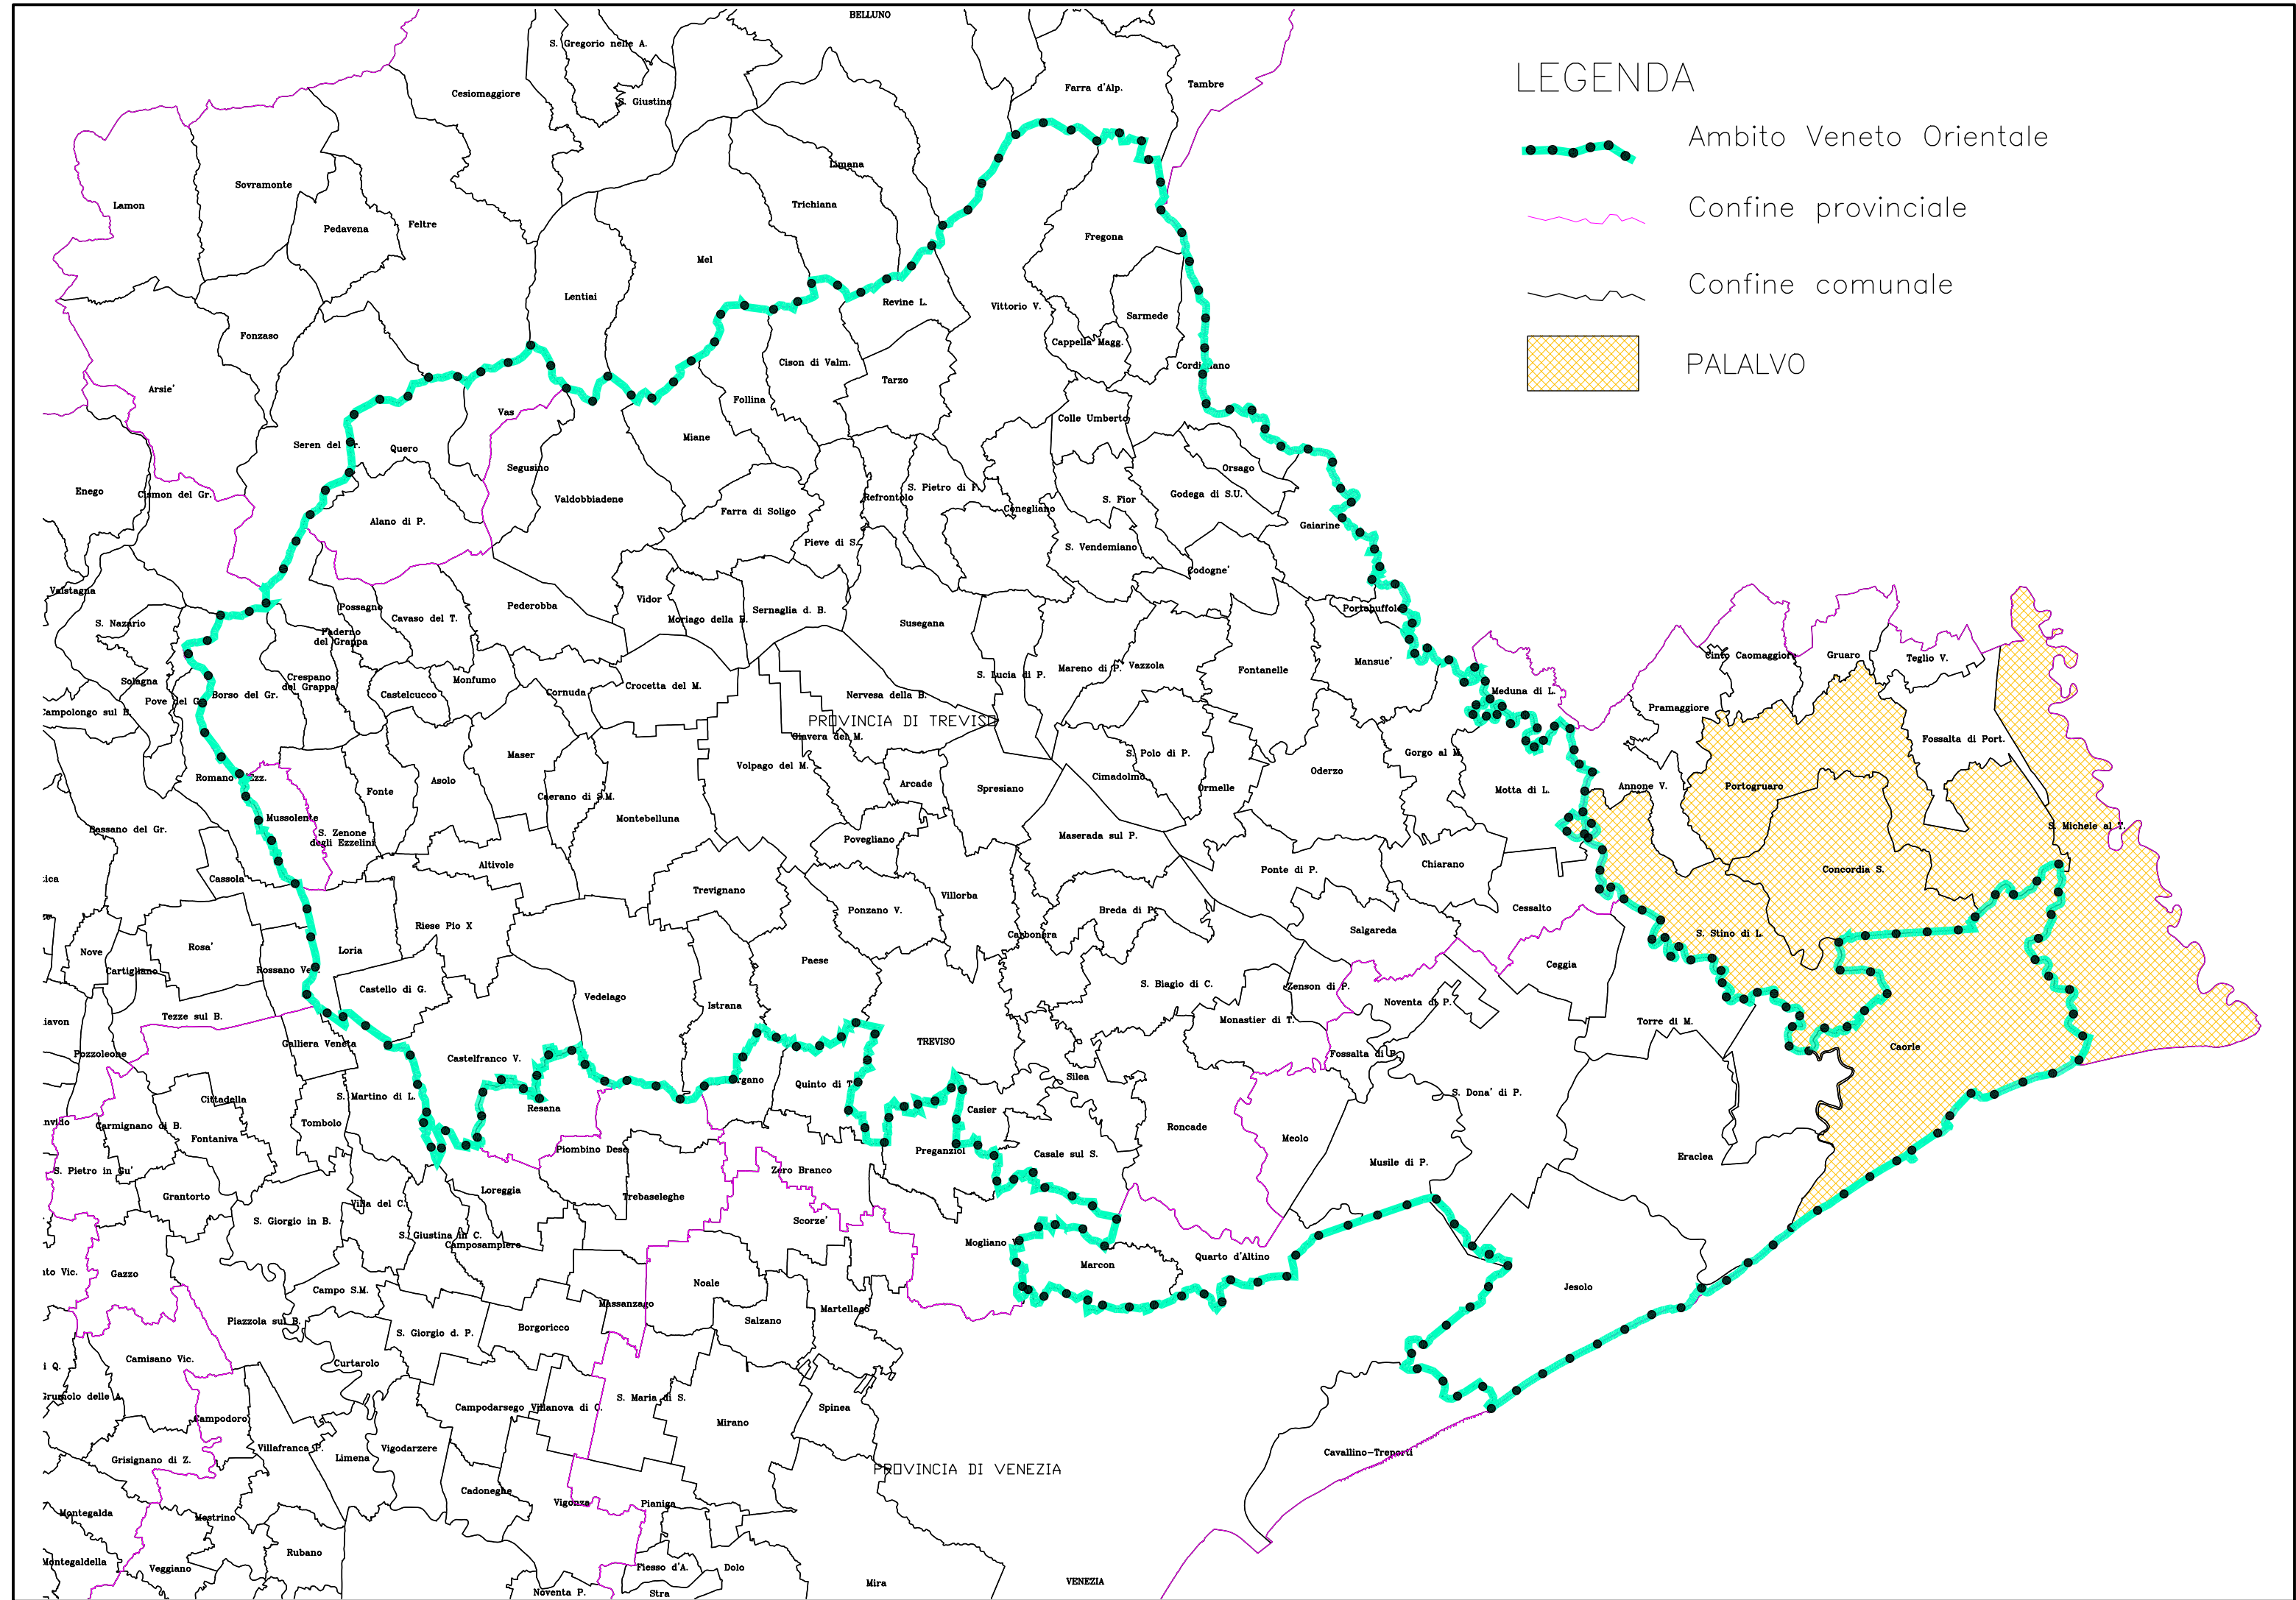 BELLUNO
S. Gregorio nelle A.
LEGENDA
Tambre
Farra d'Alp.
Cesiomaggiore
S. Giustina
Ambito Veneto Orientale
Limana
Sovramonte
Trichiana
Lamon
Confine provinciale
Feltre
Pedavena
Fregona
Mel
Confine comunale
Lentiai
Revine L.
Vittorio V.
Sarmede
Fonzaso
Cappella Magg.
Cison di Valm.
PALALVO
Tarzo
Arsie'
Follina
Vas
Colle Umberto
Miane
Seren del Gr.
Quero
Segusino
Orsago
Enego
Cismon del Gr.
Valdobbiadene
Refrontolo
S. Pietro di F.
Godega di S.U.
S. Fior
Conegliano
Farra di Soligo
Alano di P.
Gaiarine
Pieve di S.
S. Vendemiano
Codogne'
Valstagna
Possagno
Pederobba
Vidor
Sernaglia d. B.
Portobuffole
S. Nazario
Cavaso del T.
Moriago della B.
Susegana
Paderno
del Grappa
Cinto Caomaggiore
Gruaro
Teglio V.
Mareno di P.
Vazzola
Fontanelle
Mansue'
S. Lucia di P.
Crespano
del Grappa
Solagna
Monfumo
Castelcucco
Cornuda
Crocetta del M.
Nervesa della B.
Meduna di L.
Borso del Gr.
Pramaggiore
PROVINCIA DI TREVISO
Giavera del M.
Fossalta di Port.
Maser
S. Polo di P.
Gorgo al M.
Volpago del M.
Cimadolmo
Oderzo
Asolo
Fonte
Arcade
Spresiano
Ormelle
Motta di L.
Annone V.
Portogruaro
Caerano di S.M.
Mussolente
Montebelluna
S. Michele al T.
S. Zenone
degli Ezzelini
Povegliano
Maserada sul P.
Altivole
Chiarano
Ponte di P.
Concordia S.
Cassola
Trevignano
Villorba
Ponzano V.
Breda di P.
Cessalto
Riese Pio X
Salgareda
Carbonera
S. Stino di L.
Rosa'
Nove
Loria
Paese
Ceggia
Cartigliano
Castello di G.
Vedelago
Istrana
S. Biagio di C.
Zenson di P.
Noventa di P.
Tezze sul B.
Monastier di T.
Torre di M.
Galliera Veneta
TREVISO
Caorle
Pozzoleone
Castelfranco V.
Fossalta di P.
Quinto di T.
Silea
S. Dona' di P.
Cittadella
S. Martino di L.
Resana
Casier
Tombolo
Carmignano di B.
Roncade
Fontaniva
Meolo
Piombino Dese
Preganziol
Casale sul S.
Eraclea
S. Pietro in Gu'
Zero Branco
Musile di P.
Grantorto
Loreggia
Trebaseleghe
Villa del C.
S. Giorgio in B.
Scorze'
S. Giustina in C.
Camposampiero
Quarto d'Altino
Marcon
Gazzo
Noale
Jesolo
Campo S.M.
Massanzago
Martellago
Piazzola sul B.
Salzano
S. Giorgio d. P.
Borgoricco
Camisano Vic.
Curtarolo
S. Maria di S.
Campodarsego
Villanova di C.
Spinea
Campodoro
Mirano
Villafranca P.
Vigodarzere
Limena
Cavallino-Treporti
Grisignano di Z.
PROVINCIA DI VENEZIA
Cadoneghe
Vigonza
Pianiga
Montegalda
Mestrino
Rubano
Montegaldella
Veggiano
Fiesso d'A.
Dolo
Mira
VENEZIA
Noventa P.
Stra